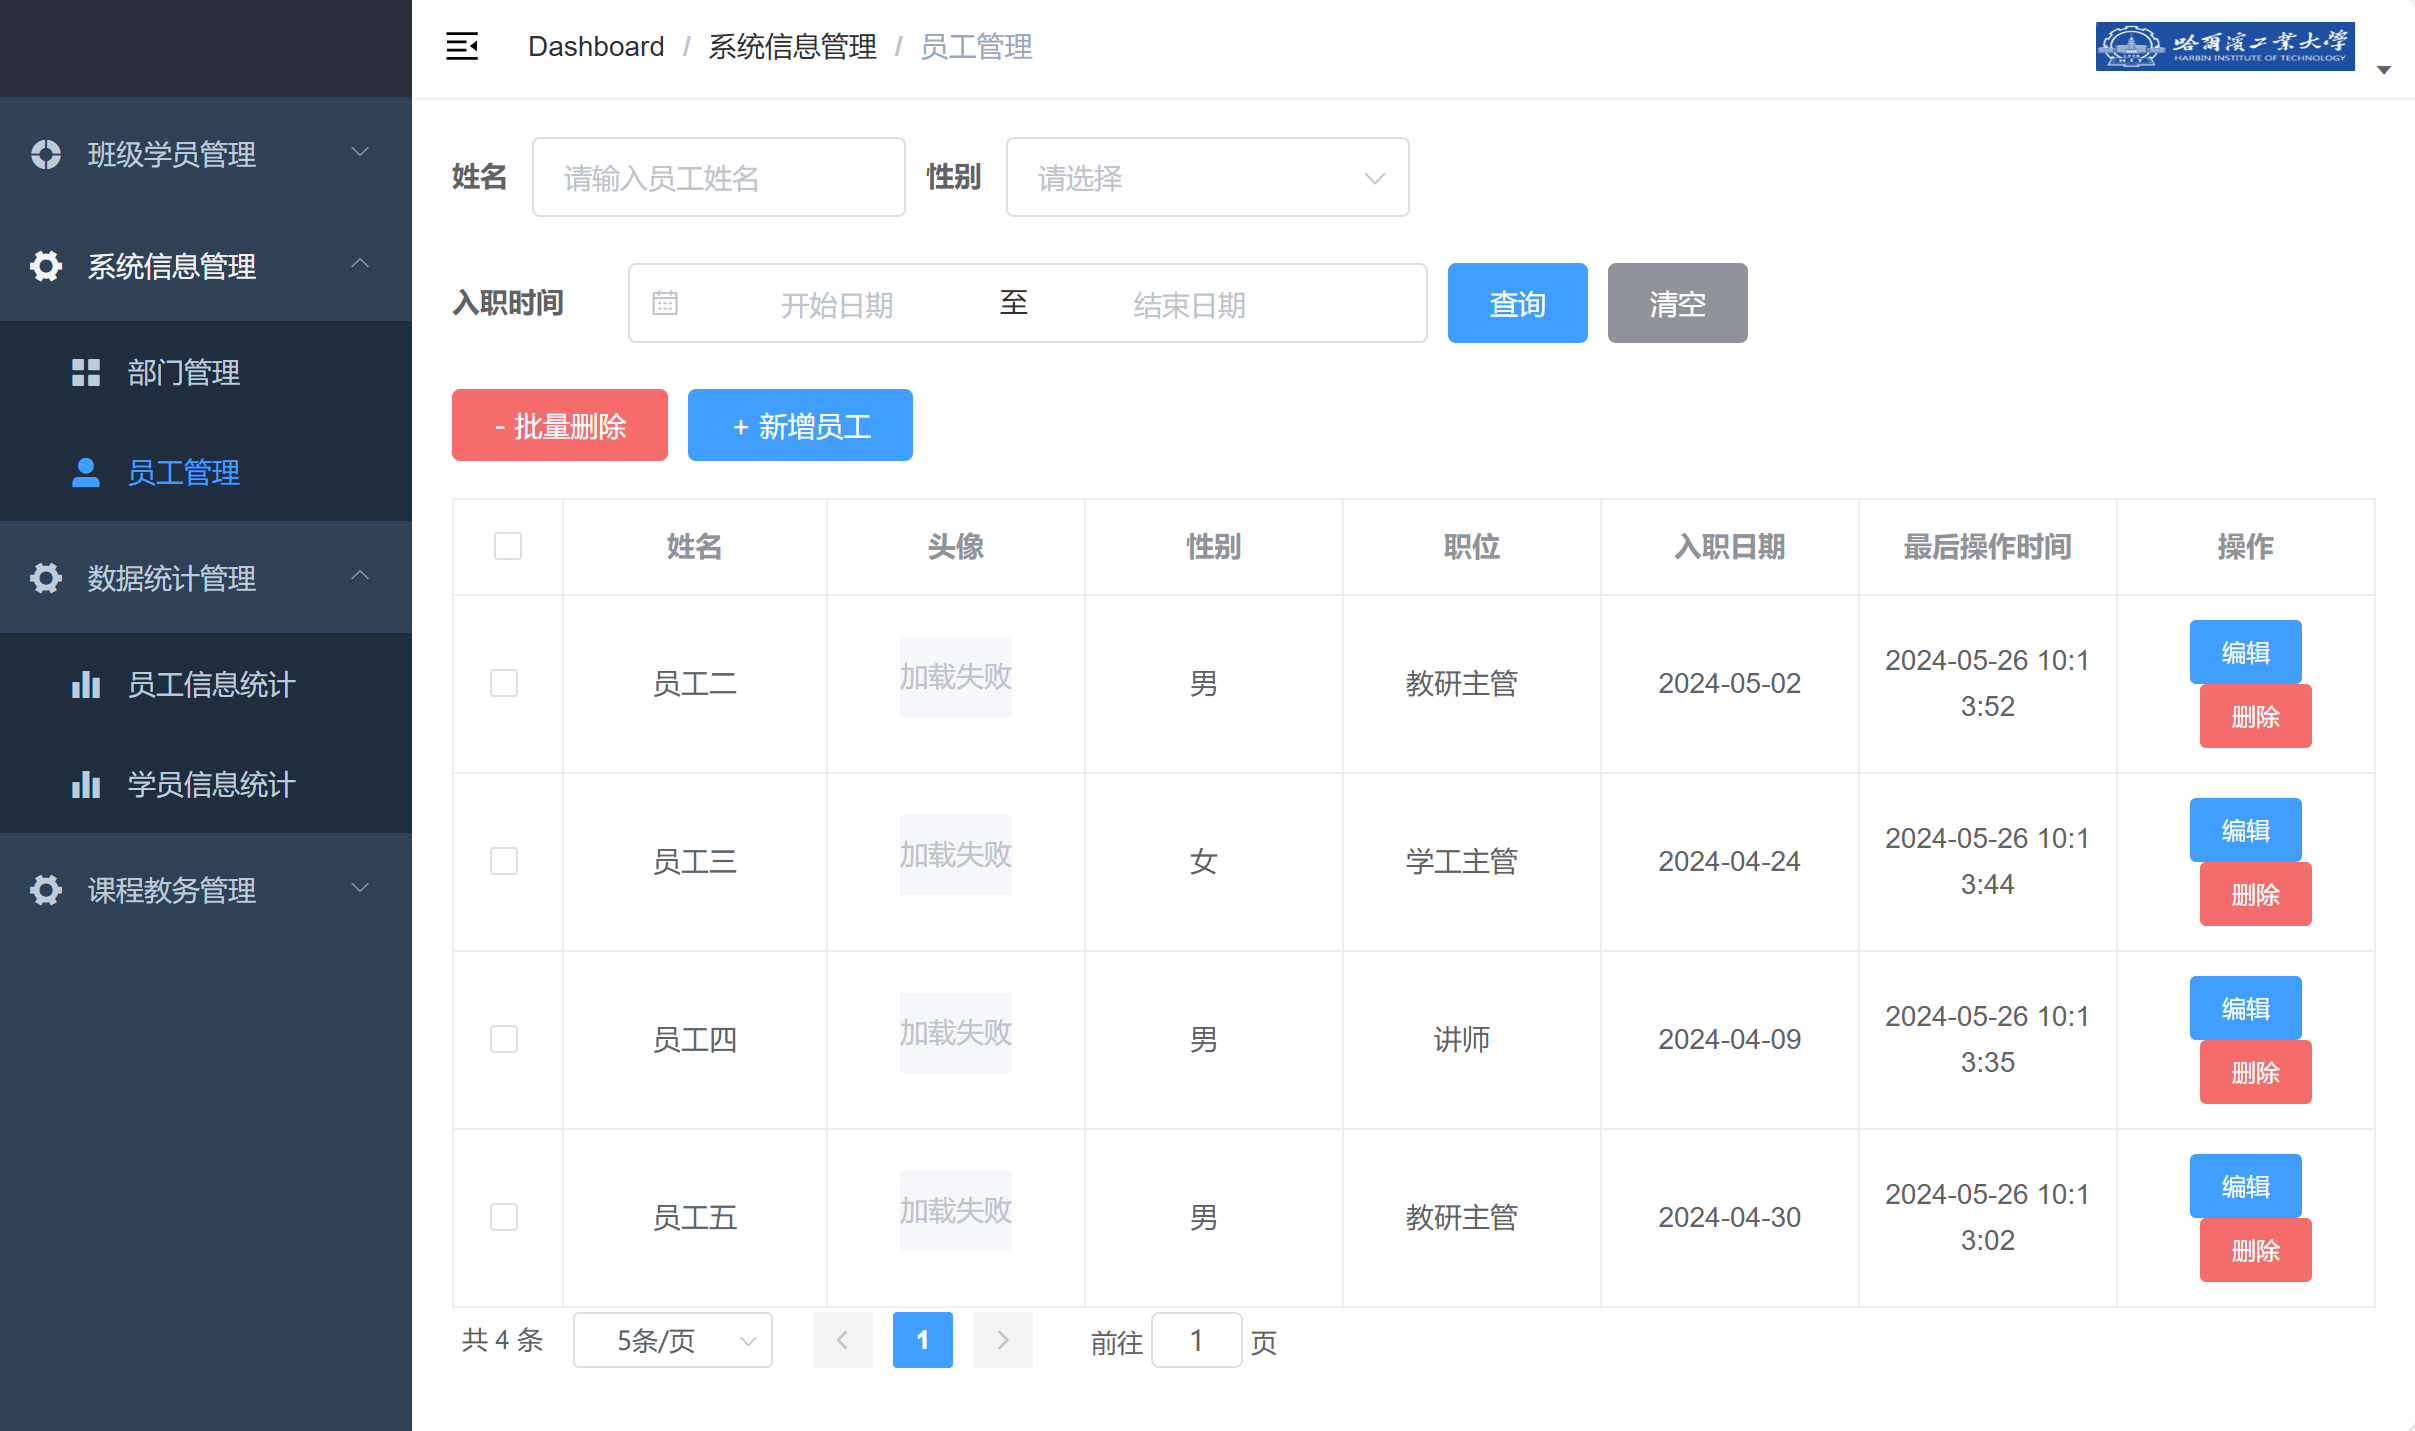 Dashboard / 系统信息管理 / 员工管理
哈爾濱工業大學
HARBIN INSTITUTE OF TECHNOLOGY
班级学员管理
系统信息管理
部门管理
员工管理
数据统计管理
员工信息统计
学员信息统计
课程教务管理
姓名 请输入员工姓名 性别 请选择
入职时间 开始日期 至 结束日期 查询 清空
- 批量删除 + 新增员工
姓名 头像 性别 职位 入职日期 最后操作时间 操作
员工二 加载失败 男 教研主管 2024-05-02 2024-05-26 10:1
3:52 编辑
删除
员工三 加载失败 女 学工主管 2024-04-24 2024-05-26 10:1
3:44 编辑
删除
员工四 加载失败 男 讲师 2024-04-09 2024-05-26 10:1
3:35 编辑
删除
员工五 加载失败 男 教研主管 2024-04-30 2024-05-26 10:1
3:02 编辑
删除
共 4 条 5条/页 1 前往 1 页